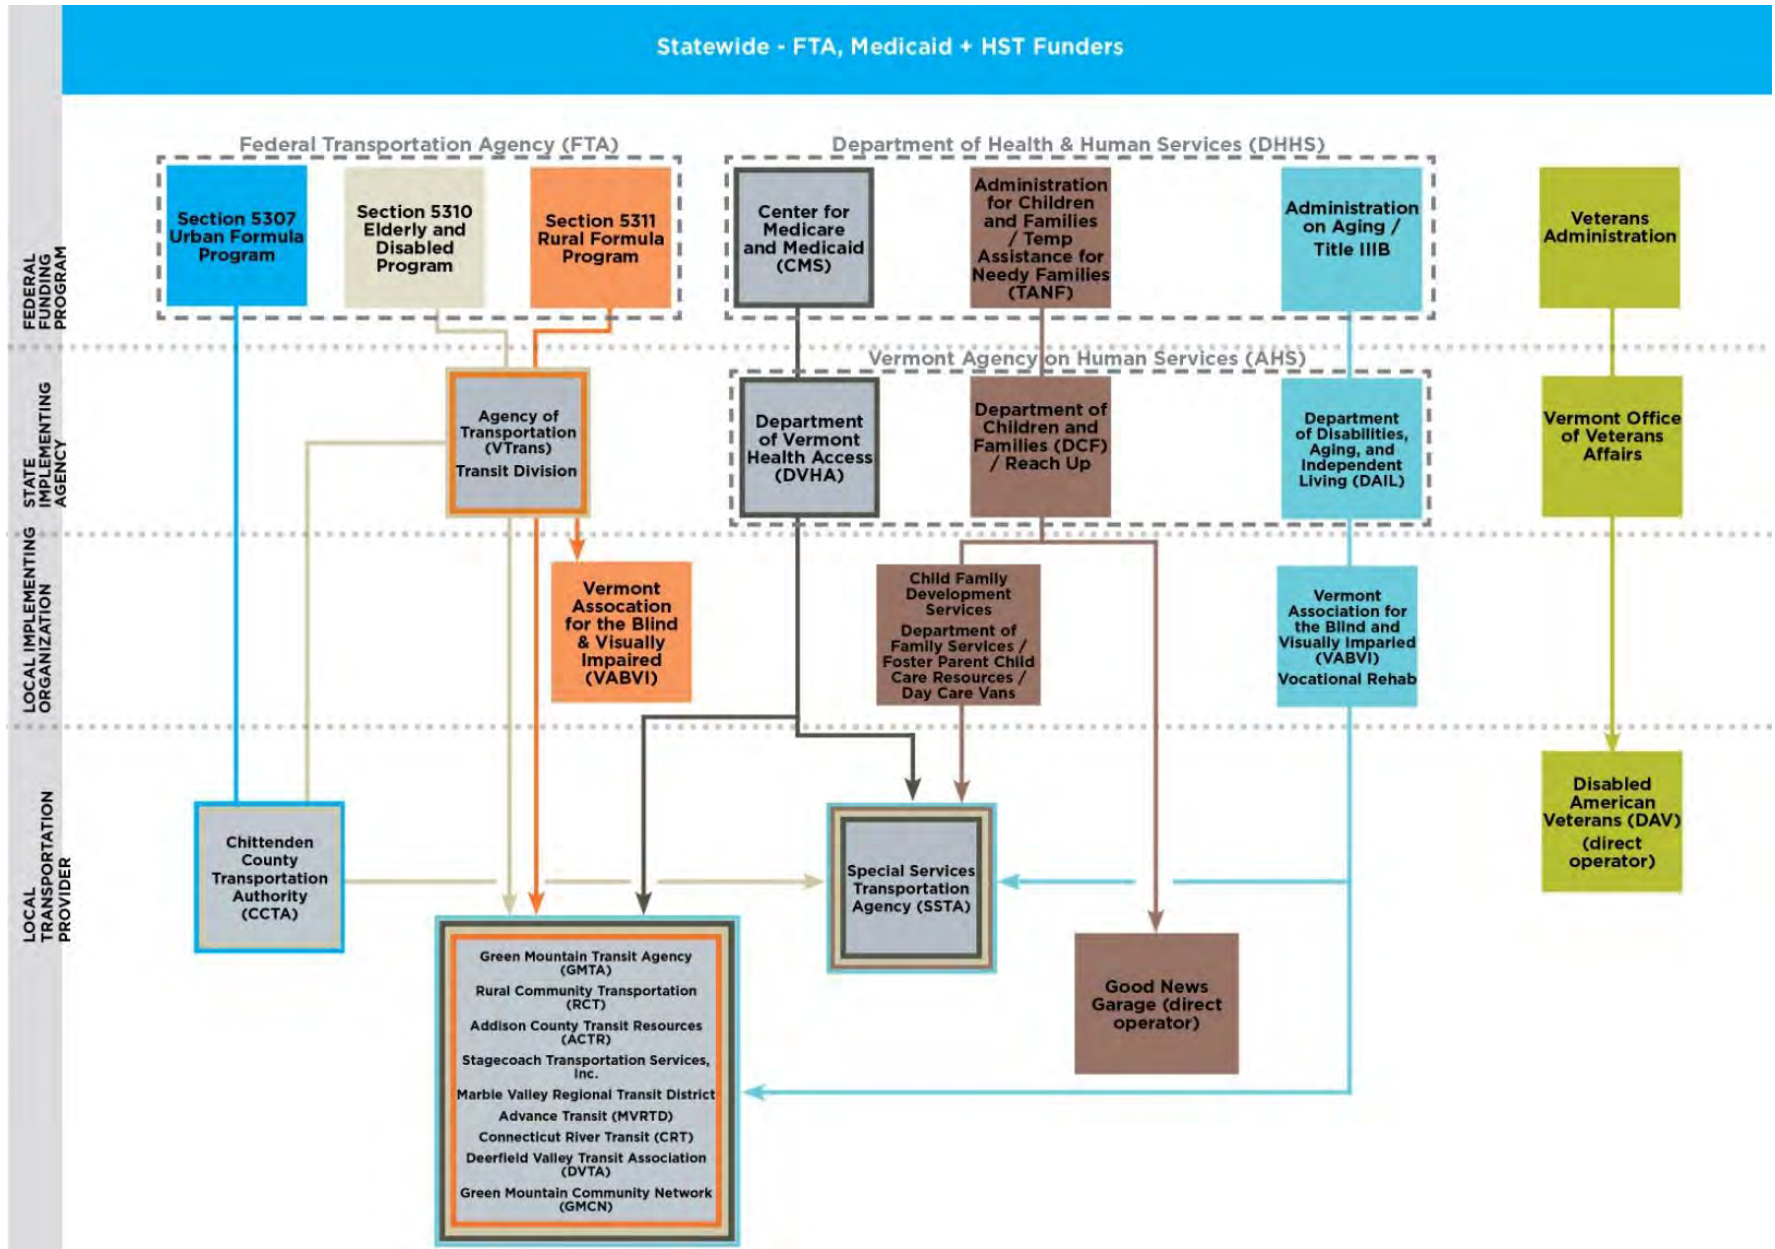 Statewide - FTA, Medicaid + HST Funders
Federal Transportation Agency (FTA)
Department of Health & Human Services (DHHS)
FEDERAL
FUNDING
PROGRAM
Section 5307
Urban Formula
Program
Section 5310
Elderly and
Disabled
Program
Section 5311
Rural Formula
Program
Center for
Medicare
and Medicaid
(CMS)
Administration
for Children
and Families
/ Temp
Assistance for
Needy Families
(TANF)
Administration
on Aging /
Title IIIB
Veterans
Administration
Vermont Agency on Human Services (AHS)
STATE
IMPLEMENTING
AGENCY
Agency of
Transportation
(VTrans)
Transit Division
Department
of Vermont
Health Access
(DVHA)
Department of
Children and
Families (DCF)
/ Reach Up
Department
of Disabilities,
Aging, and
Independent
Living (DAIL)
Vermont Office
of Veterans
Affairs
LOCAL IMPLEMENTING
ORGANIZATION
Vermont
Assocation
for the Blind
& Visually
Impaired
(VABVI)
Child Family
Development
Services
Department of
Family Services /
Foster Parent Child
Care Resources /
Day Care Vans
Vermont
Association for
the Blind and
Visually Imparied
(VABVI)
Vocational Rehab
LOCAL
TRANSPORTATION
PROVIDER
Chittenden
County
Transportation
Authority
(CCTA)
Special Services
Transportation
Agency (SSTA)
Disabled
American
Veterans (DAV)
(direct
operator)
Green Mountain Transit Agency
(GMTA)
Rural Community Transportation
(RCT)
Addison County Transit Resources
(ACTR)
Stagecoach Transportation Services,
Inc.
Marble Valley Regional Transit District
Advance Transit (MVRTD)
Connecticut River Transit (CRT)
Deerfield Valley Transit Association
(DVTA)
Green Mountain Community Network
(GMCN)
Good News
Garage (direct
operator)